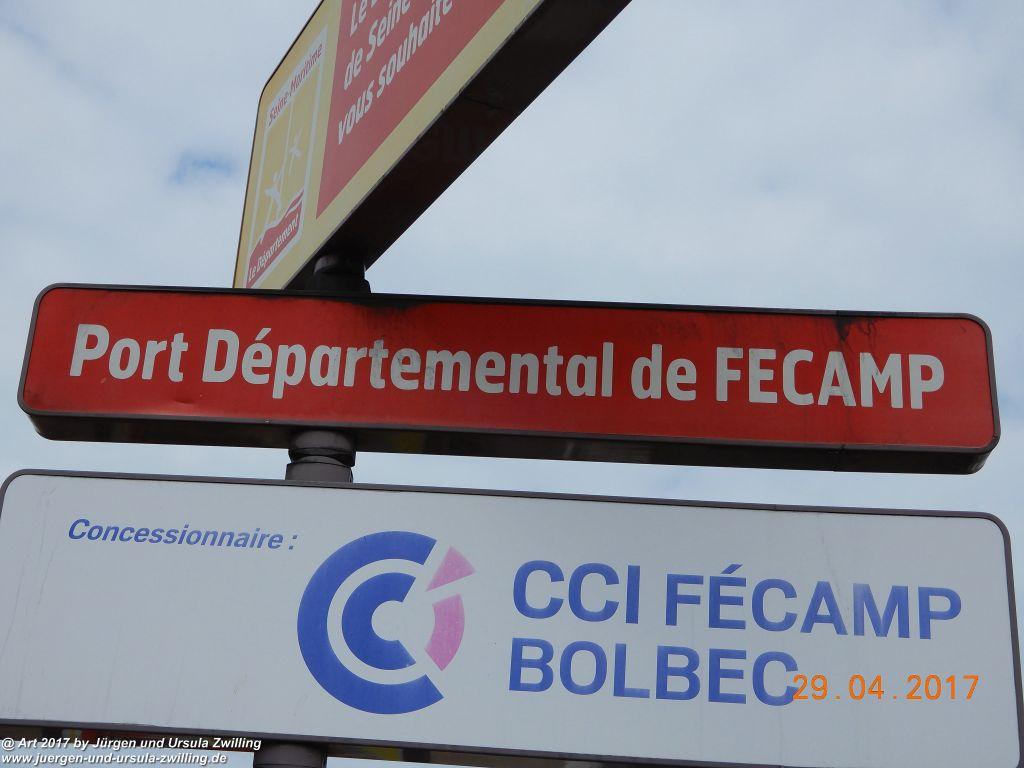 Seine-Maritime
Le Département
de Seine
vous souhaite
Port Départemental de FECAMP
Concessionnaire :
CCI FÉCAMP
BOLBEC
29.04.2017
@ Art 2017 by Jürgen und Ursula Zwilling
www.juergen-und-ursula-zwilling.de